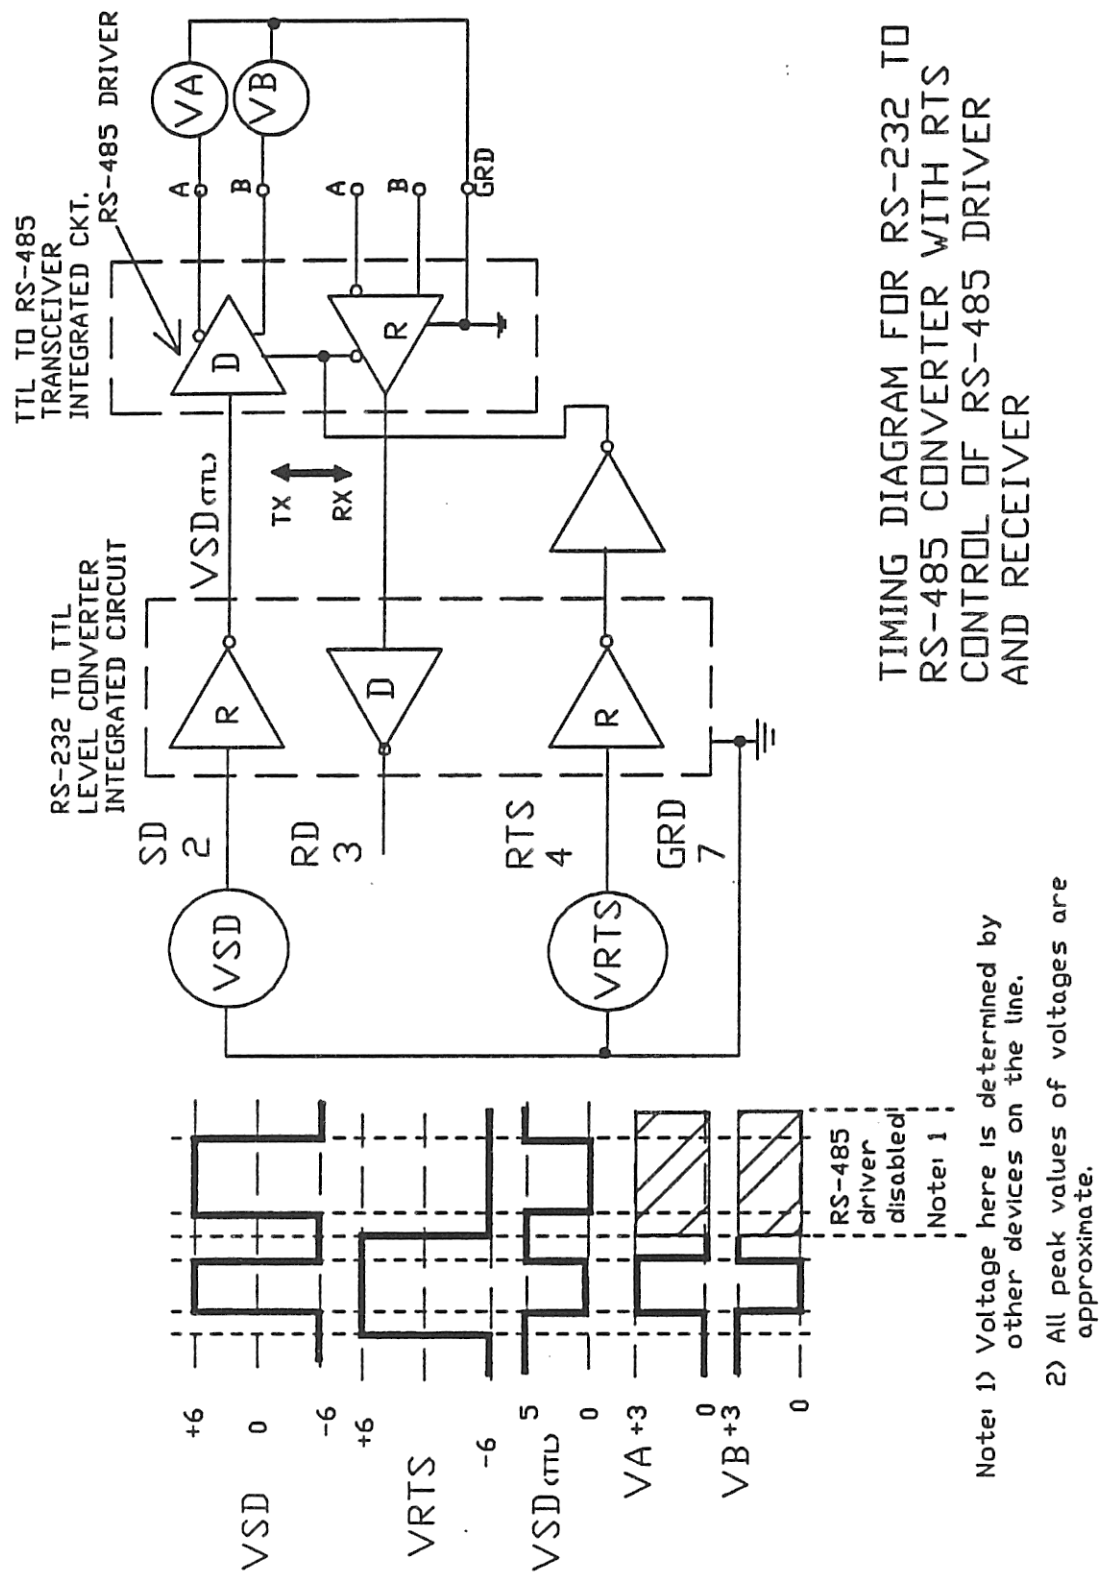 TTL TO RS-485
TRANSCEIVER
INTEGRATED CKT.
RS-485 DRIVER
RS-232 TO TTL
LEVEL CONVERTER
INTEGRATED CIRCUIT
VSD(TTL)
VA
VB
A
B
A
B
GRD
D
R
TX
RX
R
D
R
SD
2
RD
3
RTS
4
GRD
7
VSD
VRTS
VSD
+6
0
-6
VRTS
+6
-6
VSD(TTL)
5
0
VA
+3
0
VB
+3
0
RS-485
driver
disabled
Note: 1
Note: 1) Voltage here is determined by
other devices on the line.
2) All peak values of voltages are
approximate.
TIMING DIAGRAM FOR RS-232 TO
RS-485 CONVERTER WITH RTS
CONTROL OF RS-485 DRIVER
AND RECEIVER